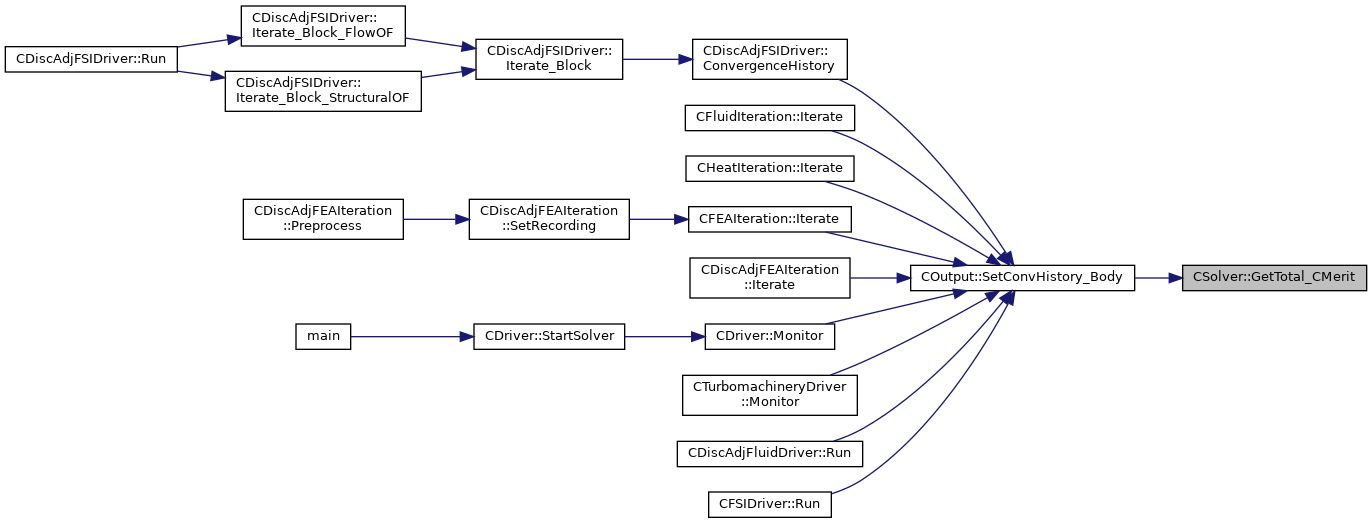 CDiscAdjFSIDriver::Run
CDiscAdjFSIDriver::
Iterate_Block_FlowOF
CDiscAdjFSIDriver::
Iterate_Block_StructuralOF
CDiscAdjFSIDriver::
Iterate_Block
CDiscAdjFSIDriver::
ConvergenceHistory
CFluidIteration::Iterate
CHeatIteration::Iterate
CDiscAdjFEAIteration
::Preprocess
CDiscAdjFEAIteration
::SetRecording
CFEAIteration::Iterate
CDiscAdjFEAIteration
::Iterate
COutput::SetConvHistory_Body
CSolver::GetTotal_CMerit
main
CDriver::StartSolver
CDriver::Monitor
CTurbomachineryDriver
::Monitor
CDiscAdjFluidDriver::Run
CFSIDriver::Run